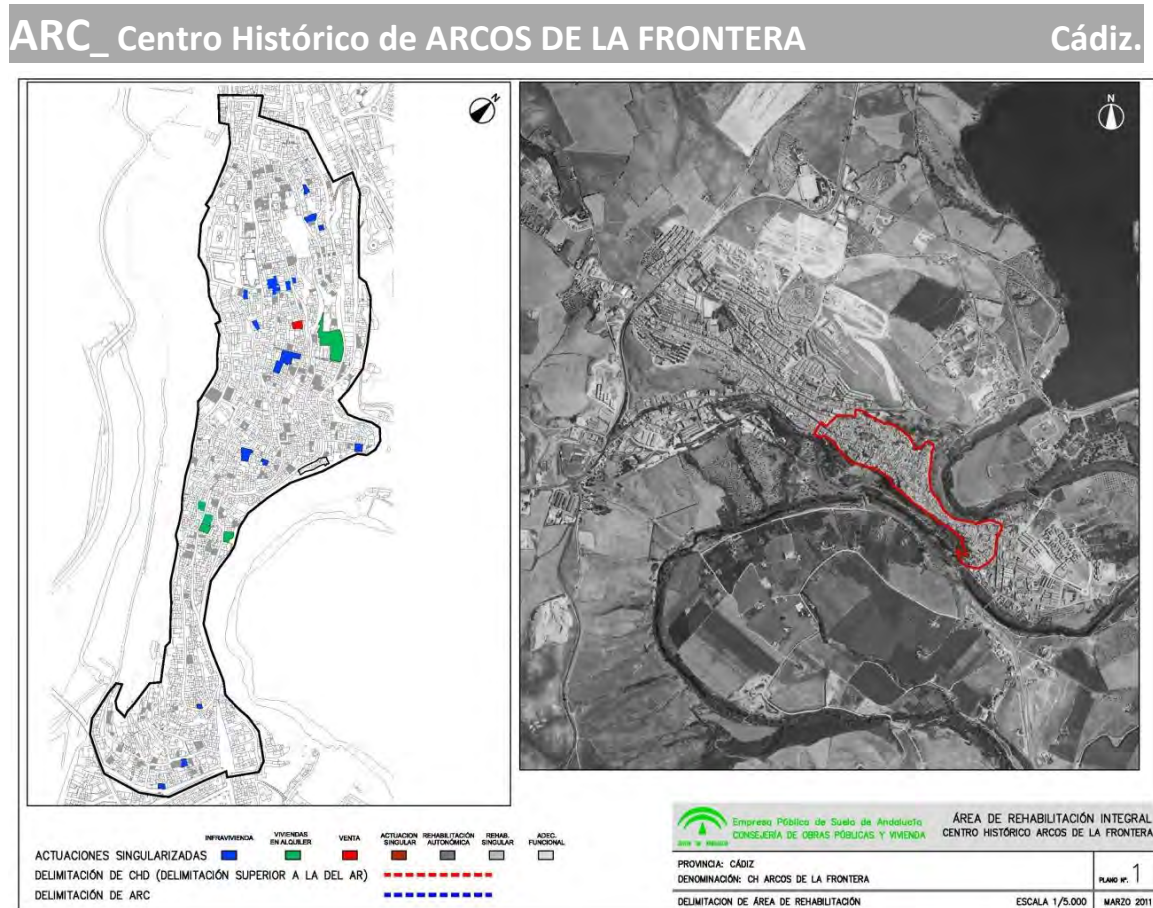 ARC_ Centro Histórico de ARCOS DE LA FRONTERA Cádiz.
N
N
INFRAVIVIENDA VIVIENDAS EN ALQUILER VENTA ACTUACION SINGULAR REHABILITACIÓN AUTONÓMICA REHAB. SINGULAR ADEC. FUNCIONAL
ACTUACIONES SINGULARIZADAS
DELIMITACIÓN DE CHD (DELIMITACIÓN SUPERIOR A LA DEL AR)
DELIMITACIÓN DE ARC
Empresa Pública de Suelo de Andalucía
CONSEJERÍA DE OBRAS PÚBLICAS Y VIVIENDA
ÁREA DE REHABILITACIÓN INTEGRAL
CENTRO HISTÓRICO ARCOS DE LA FRONTERA
PROVINCIA: CÁDIZ
DENOMINACIÓN: CH ARCOS DE LA FRONTERA
PLANO Nº. 1
DELIMITACION DE ÁREA DE REHABILITACIÓN ESCALA 1/5.000 MARZO 2011